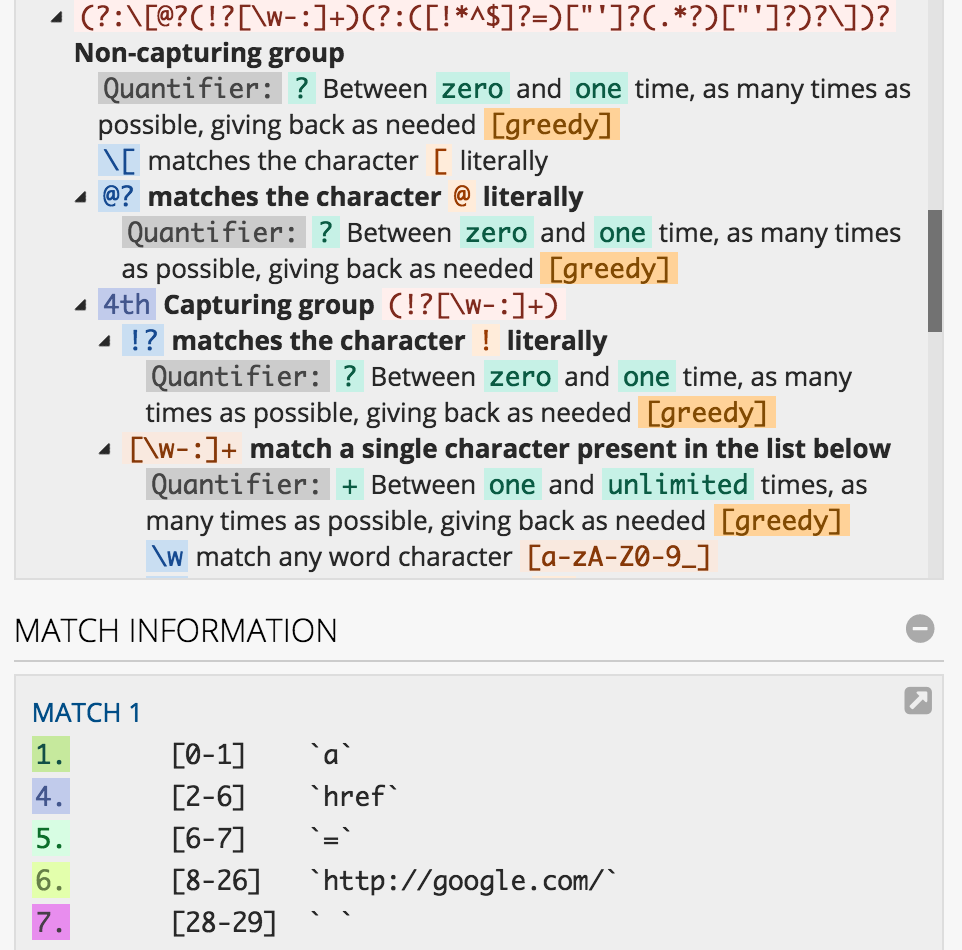 (?:\[@?(!?[\w-:]+)(?:([!*^$]?=)["']?(.*?)["']?)?\])?
Non-capturing group
Quantifier: ? Between zero and one time, as many times as
possible, giving back as needed [greedy]
\[ matches the character [ literally
@? matches the character @ literally
Quantifier: ? Between zero and one time, as many times
as possible, giving back as needed [greedy]
4th Capturing group (!?[\w-:]+)
!? matches the character ! literally
Quantifier: ? Between zero and one time, as many
times as possible, giving back as needed [greedy]
[\w-:]+ match a single character present in the list below
Quantifier: + Between one and unlimited times, as
many times as possible, giving back as needed [greedy]
\w match any word character [a-zA-Z0-9_]
MATCH INFORMATION
MATCH 1
1. [0-1] `a`
4. [2-6] `href`
5. [6-7] `=`
6. [8-26] `http://google.com/`
7. [28-29] ` `